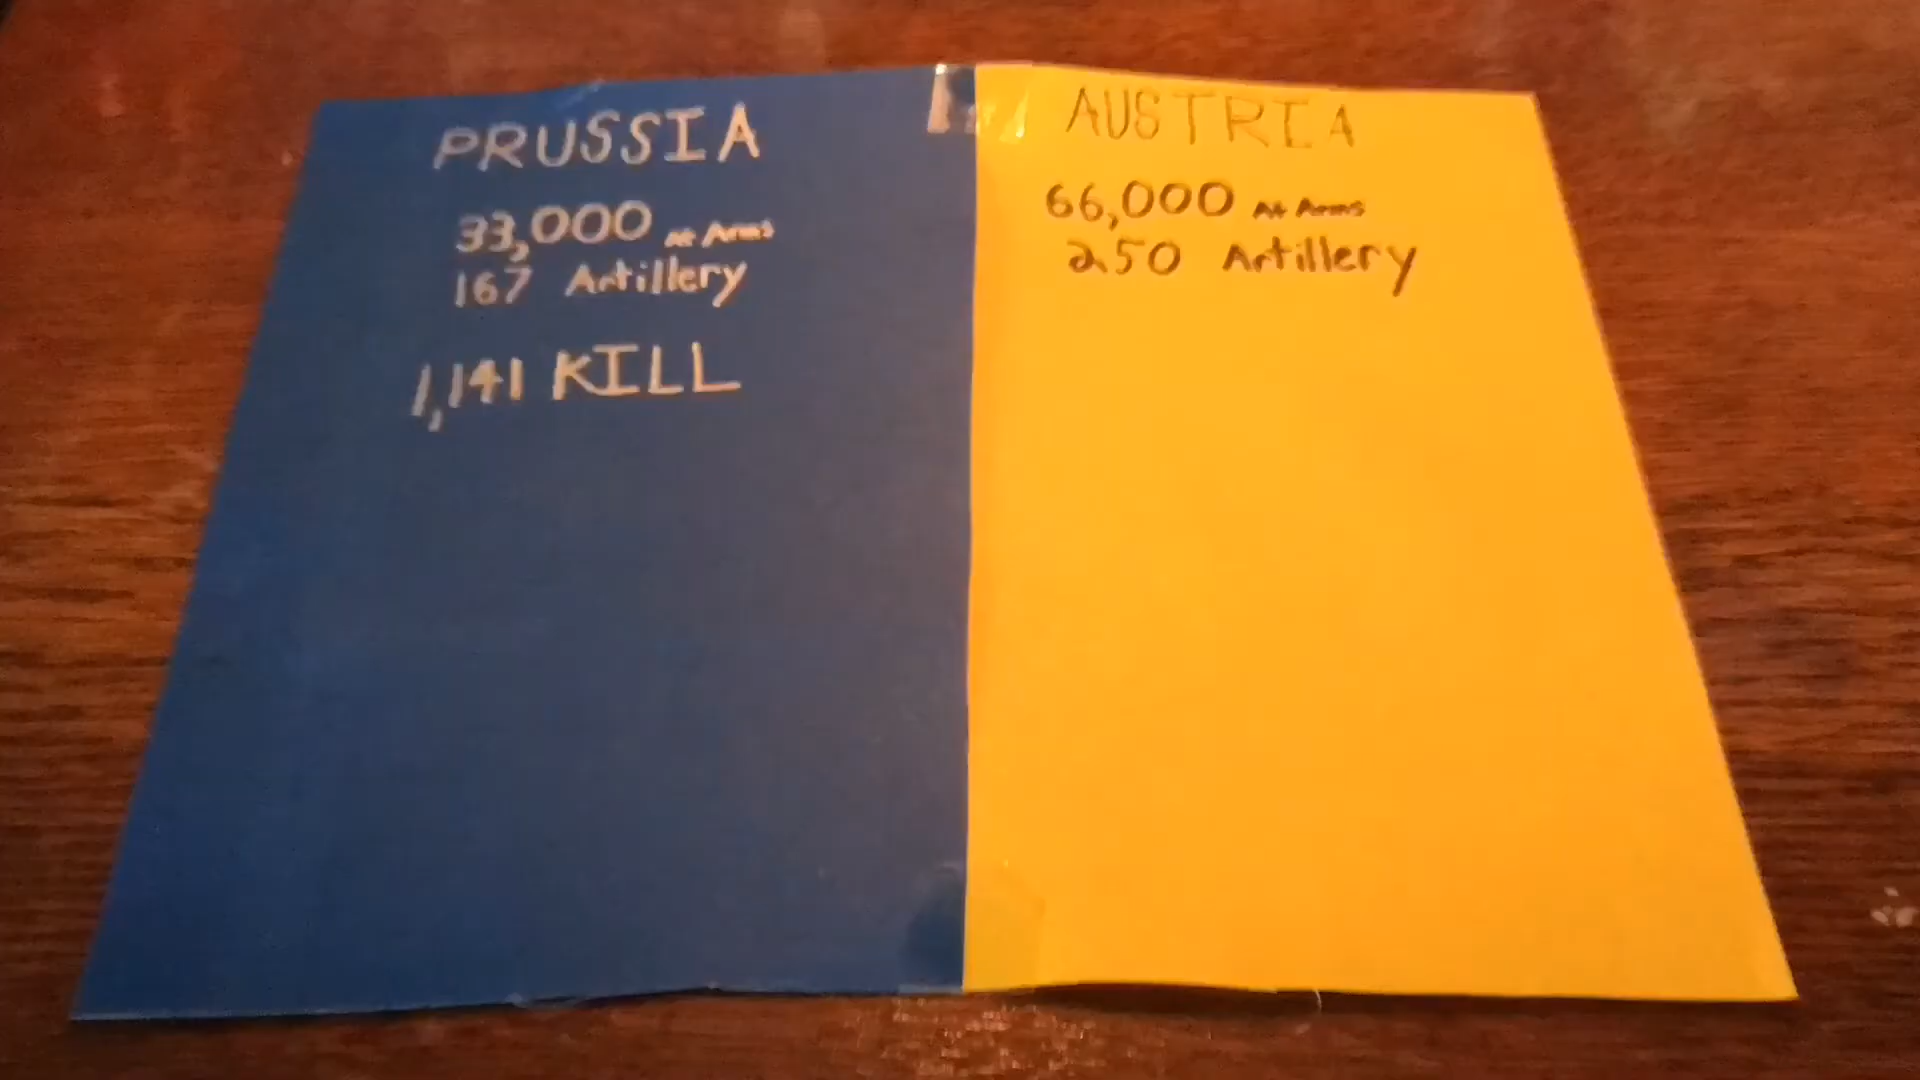 PRUSSIA
33,000 At Arms
167 Artillery
1,141 KILL
AUSTRIA
66,000 At Arms
250 Artillery